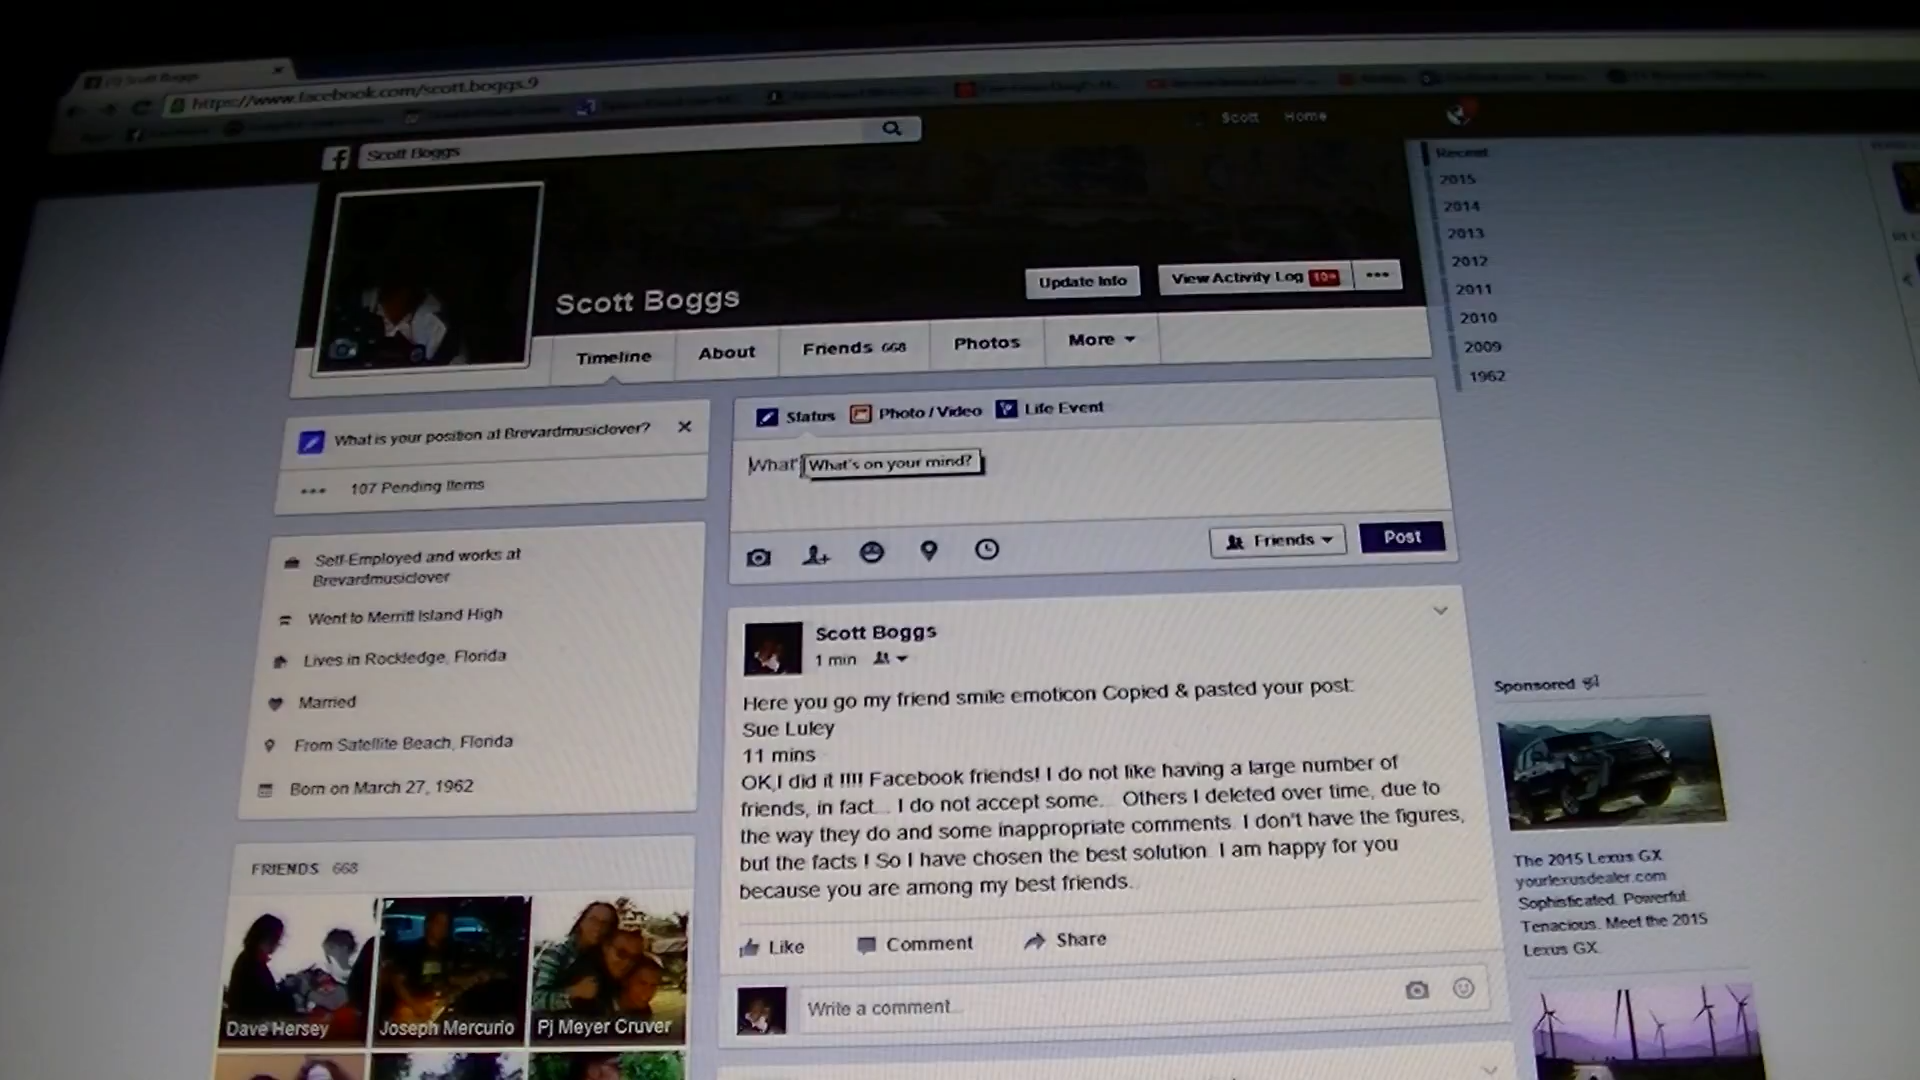 Scott Boggs
https://www.facebook.com/scott.boggs.9
f Scott Boggs
Scott Home
Scott Boggs
Update Info View Activity Log 10+
Timeline About Friends 668 Photos More
Recent
2015
2014
2013
2012
2011
2010
2009
1962
What is your position at Brevardmusiclover?
107 Pending Items
Self-Employed and works at
Brevardmusiclover
Went to Merritt Island High
Lives in Rockledge, Florida
Married
From Satellite Beach, Florida
Born on March 27, 1962
FRIENDS 668
Dave Hersey Joseph Mercurio Pj Meyer Cruver
Status Photo / Video Life Event
What' What's on your mind?
Friends Post
Scott Boggs
1 min
Here you go my friend smile emoticon Copied & pasted your post:
Sue Luley
11 mins
OK,I did it !!!! Facebook friends! I do not like having a large number of
friends, in fact... I do not accept some... Others I deleted over time, due to
the way they do and some inappropriate comments. I don't have the figures,
but the facts ! So I have chosen the best solution. I am happy for you
because you are among my best friends.
Like Comment Share
Write a comment...
Sponsored
The 2015 Lexus GX
yourlexusdealer.com
Sophisticated. Powerful.
Tenacious. Meet the 2015
Lexus GX.